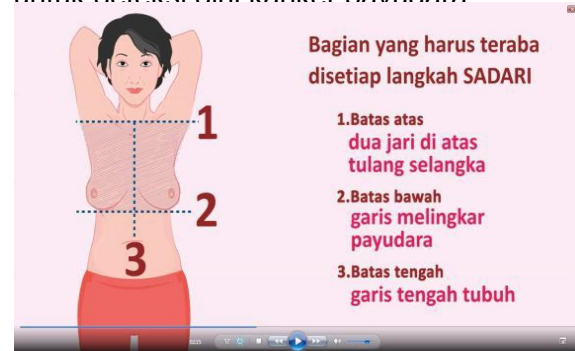 Bagian yang harus teraba
disetiap langkah SADARI
1
2
3
1.Batas atas
dua jari di atas
tulang selangka
2.Batas bawah
garis melingkar
payudara
3.Batas tengah
garis tengah tubuh